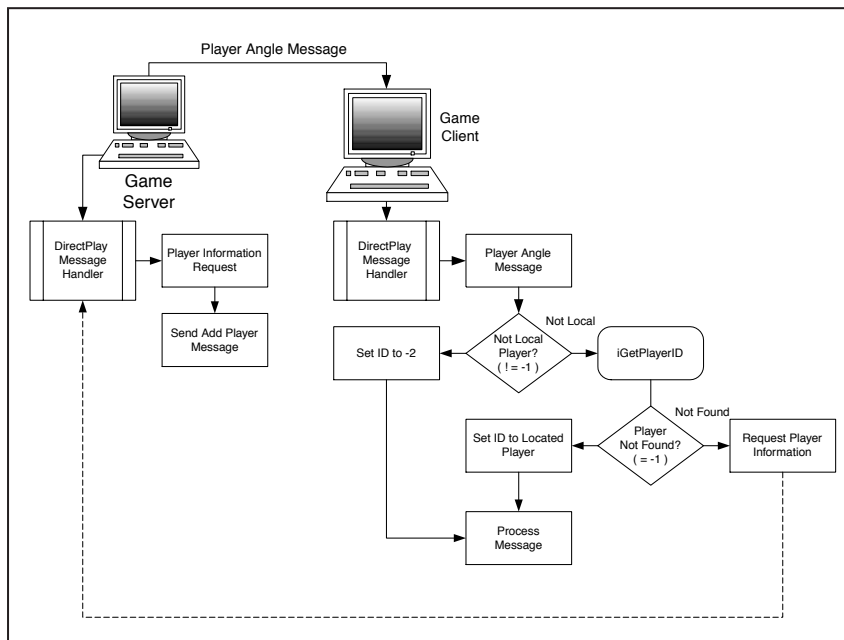 Player Angle Message
Game
Client
Game
Server
DirectPlay
Message
Handler
Player Information
Request
Send Add Player
Message
DirectPlay
Message
Handler
Player Angle
Message
Not Local
Not Local
Player?
( ! = -1 )
Set ID to -2
iGetPlayerID
Not Found
Player
Not Found?
( = -1 )
Set ID to Located
Player
Request Player
Information
Process
Message